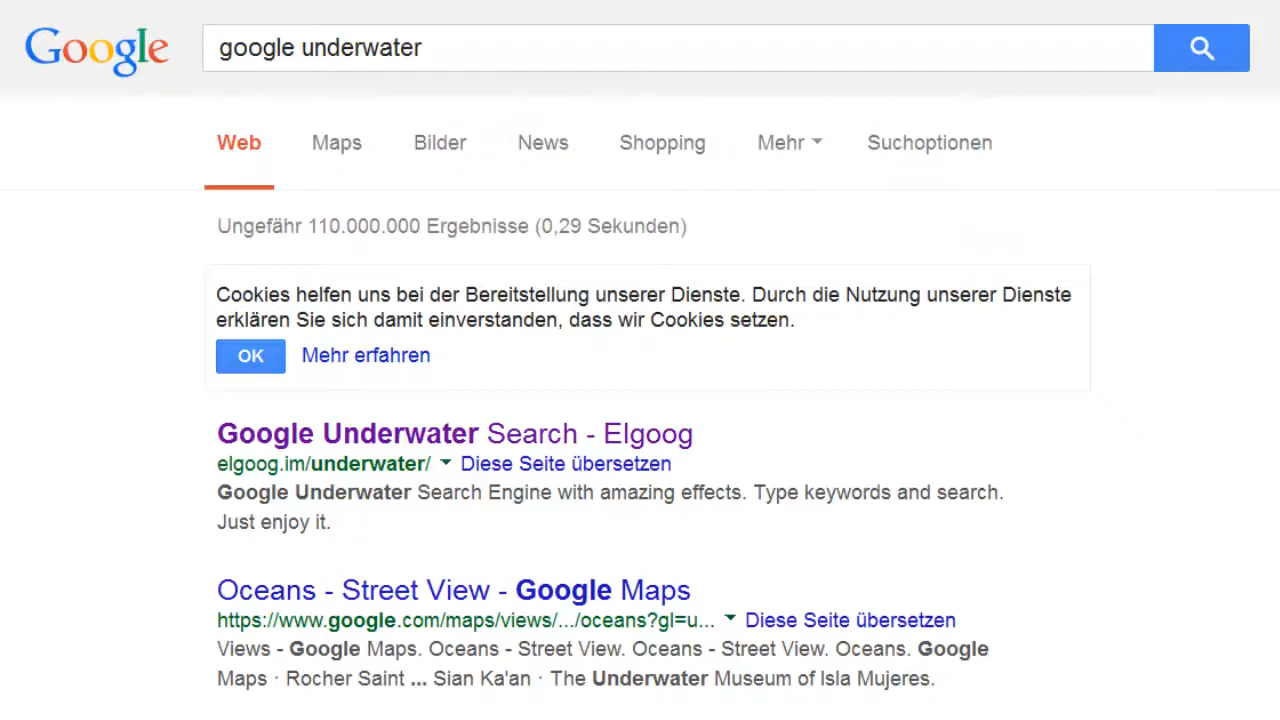 Google google underwater
Web Maps Bilder News Shopping Mehr Suchoptionen
Ungefähr 110.000.000 Ergebnisse (0,29 Sekunden)
Cookies helfen uns bei der Bereitstellung unserer Dienste. Durch die Nutzung unserer Dienste
erklären Sie sich damit einverstanden, dass wir Cookies setzen.
OK Mehr erfahren
Google Underwater Search - Elgoog
elgoog.im/underwater/ Diese Seite übersetzen
Google Underwater Search Engine with amazing effects. Type keywords and search.
Just enjoy it.
Oceans - Street View - Google Maps
https://www.google.com/maps/views/.../oceans?gl=u... Diese Seite übersetzen
Views - Google Maps. Oceans - Street View. Oceans - Street View. Oceans. Google
Maps · Rocher Saint ... Sian Ka'an · The Underwater Museum of Isla Mujeres.